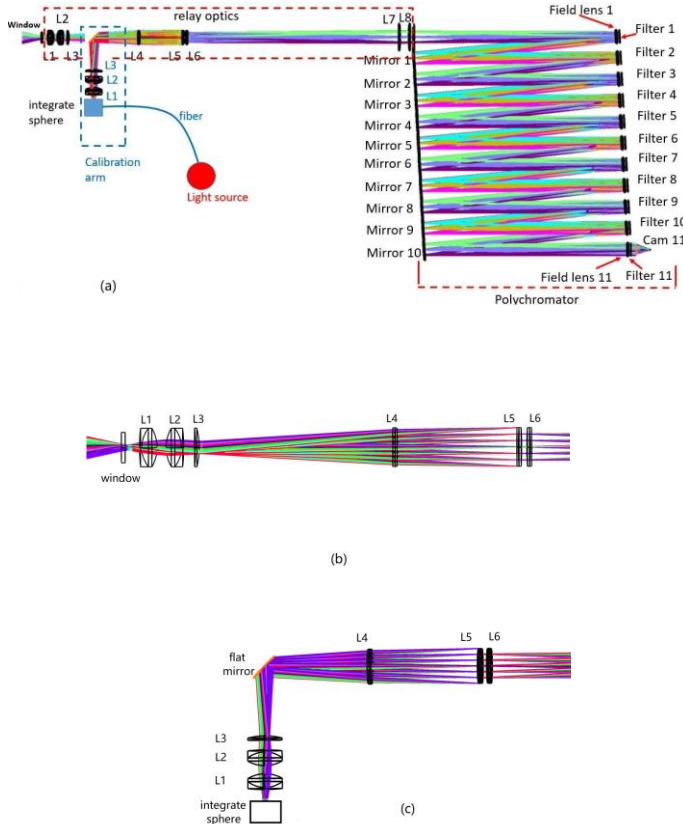 relay optics
Field lens 1
Window
L2
L7 L8
Filter 1
L1 L3
L4
L5 L6
Mirror 1
Filter 2
L3
L2
L1
Mirror 2
Filter 3
integrate
sphere
fiber
Mirror 3
Filter 4
Mirror 4
Filter 5
Calibration
arm
Mirror 5
Filter 6
Mirror 6
Filter 7
Light source
Mirror 7
Filter 8
Mirror 8
Filter 9
Mirror 9
Filter 10
Mirror 10
Cam 11
Field lens 11
Filter 11
(a)
Polychromator
L1 L2 L3
L4
L5 L6
window
(b)
L4
L5 L6
flat
mirror
L3
L2
L1
integrate
sphere
(c)